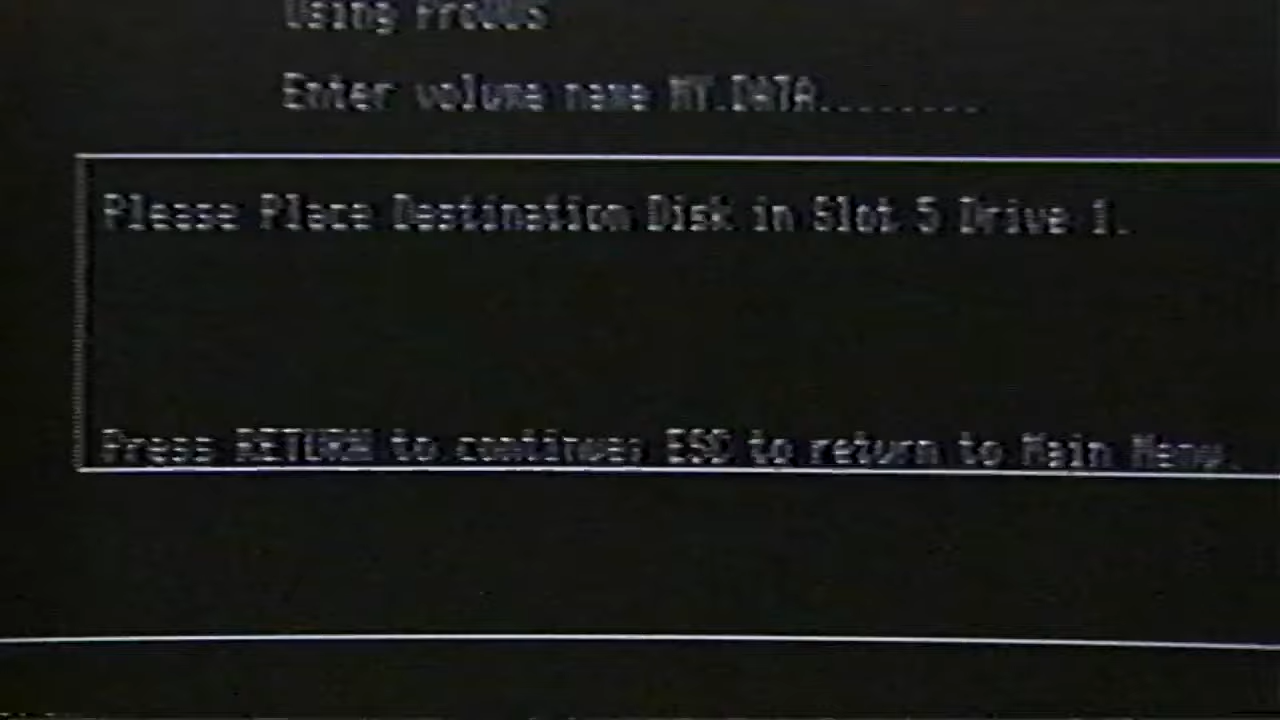 Using ProDOS
Enter volume name MY.DATA.........
Please Place Destination Disk in Slot 5 Drive 1.
Press RETURN to continue; ESC to return to Main Menu.